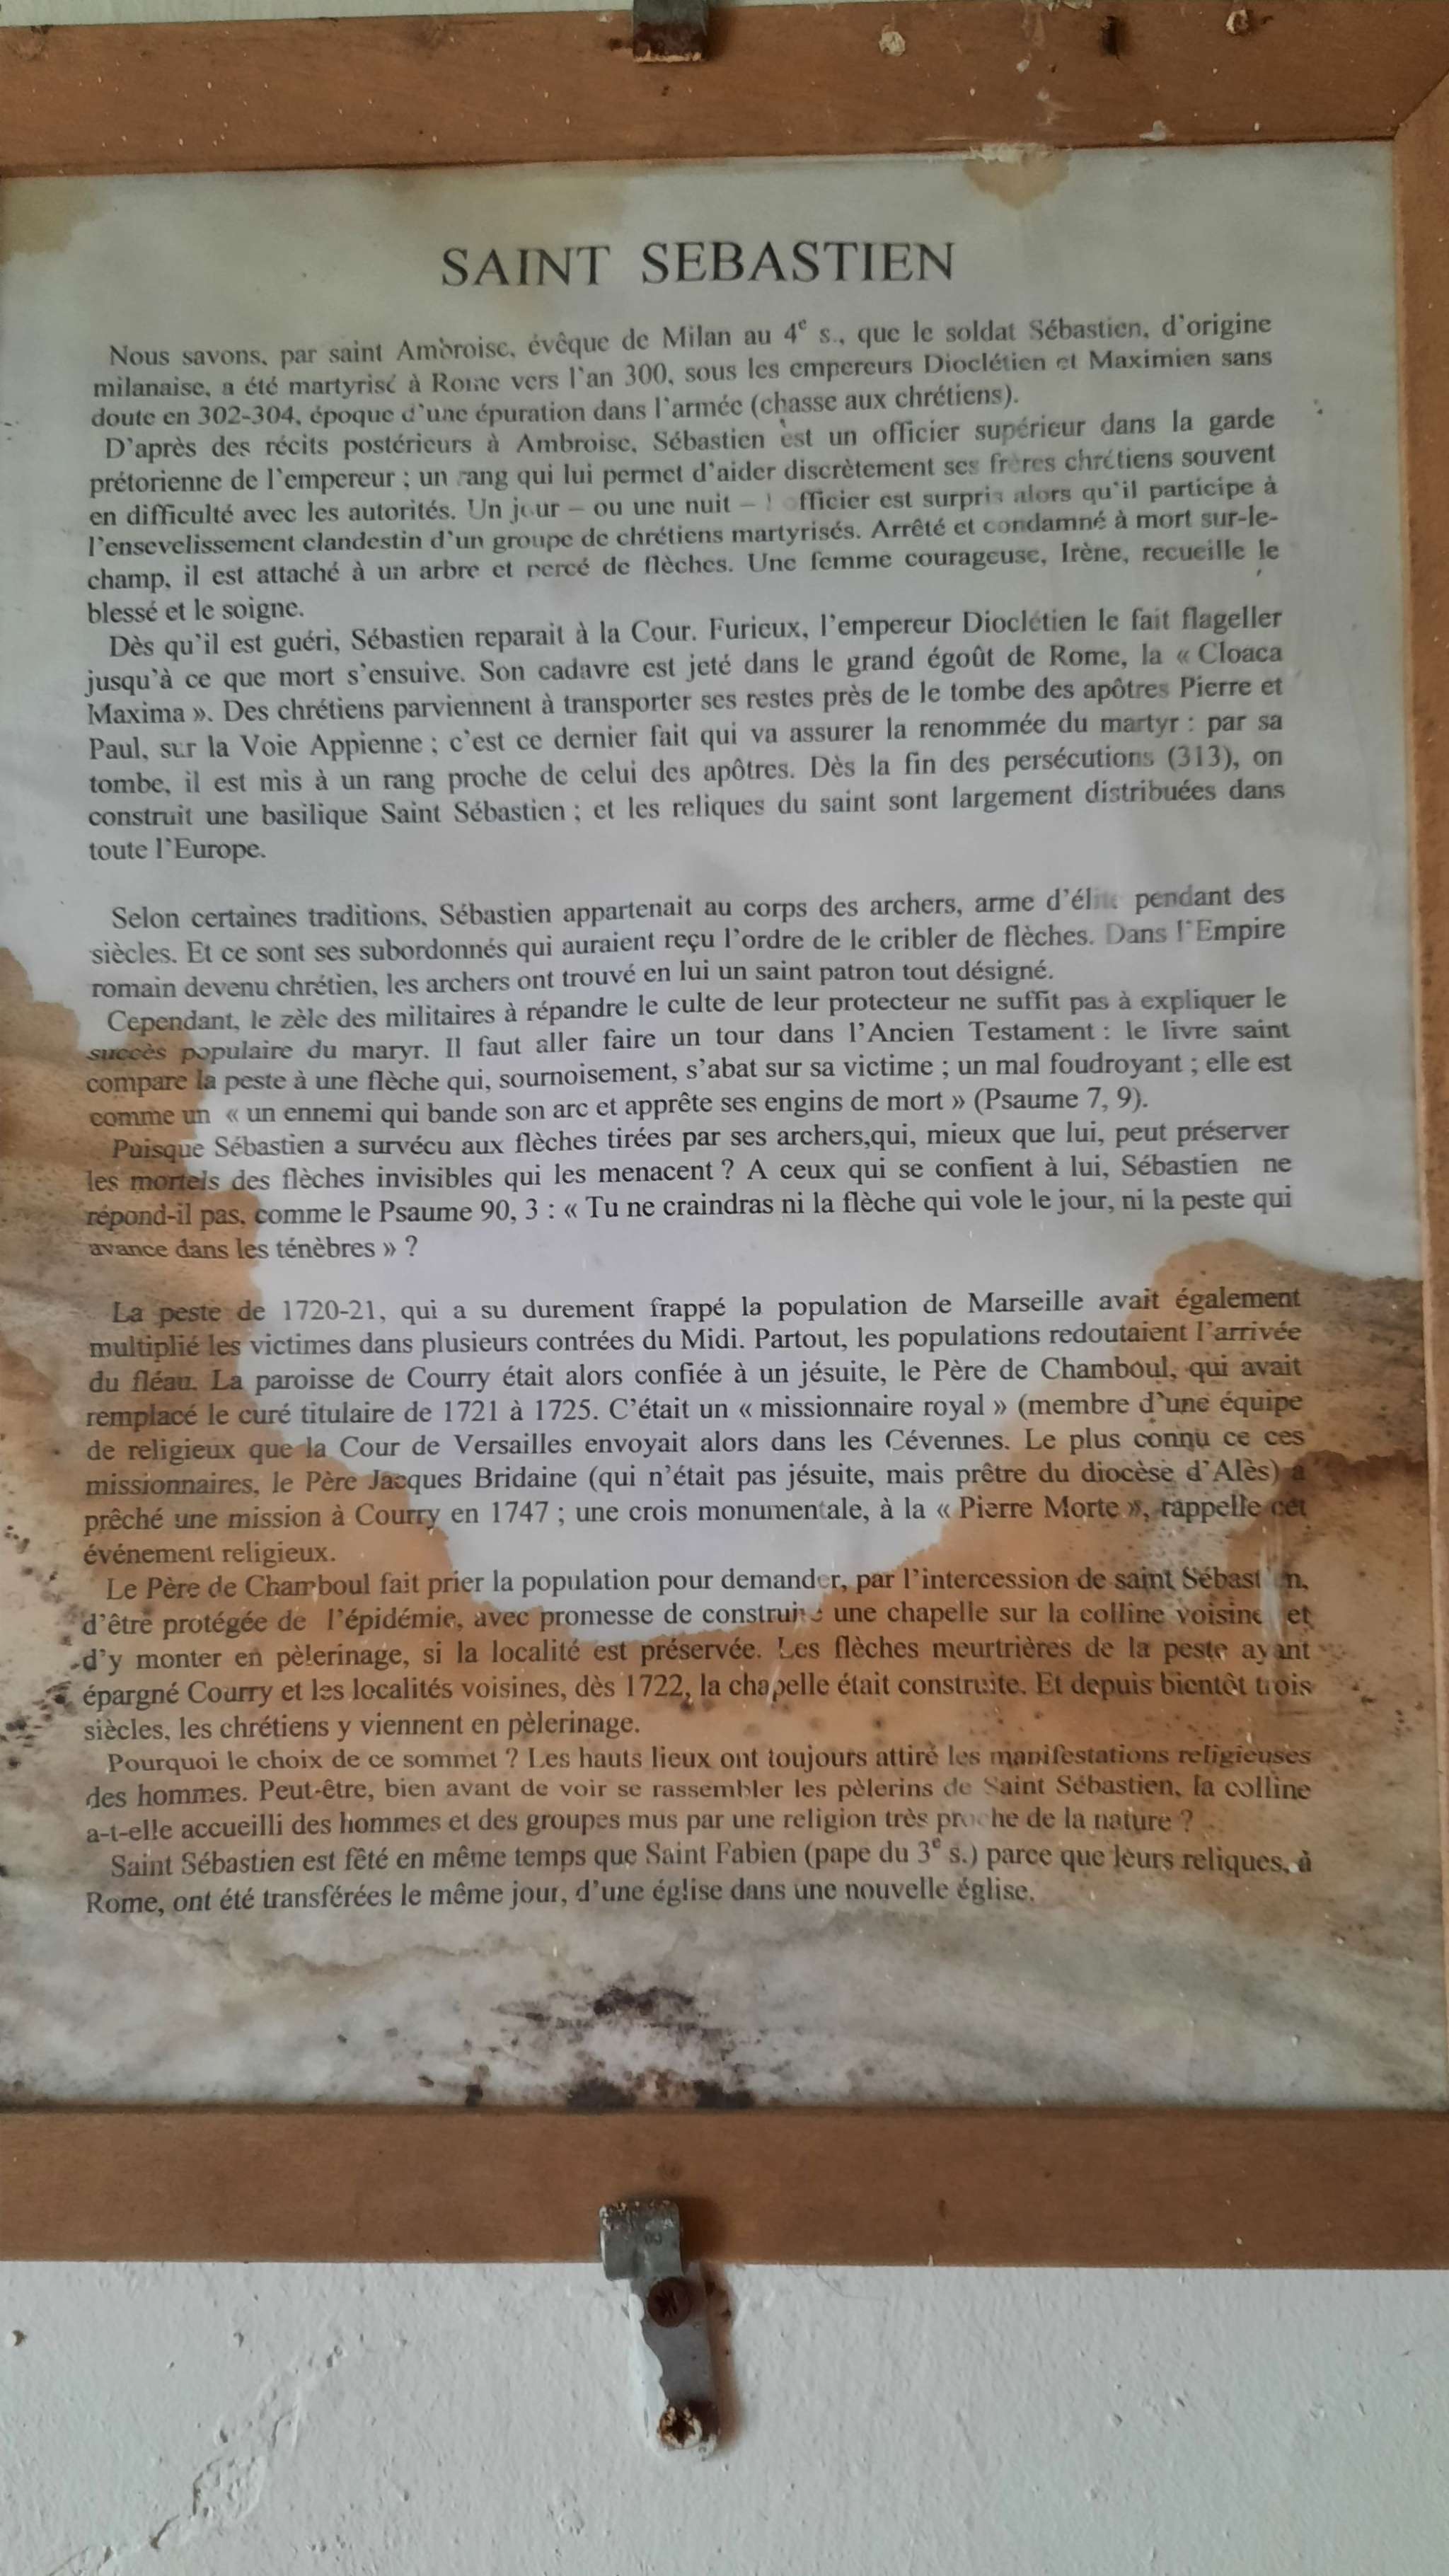 SAINT SEBASTIEN
Nous savons, par saint Ambroise, évêque de Milan au 4e s., que le soldat Sébastien, d'origine
milanaise, a été martyrisé à Rome vers l'an 300, sous les empereurs Dioclétien et Maximien sans
doute en 302-304, époque d'une épuration dans l'armée (chasse aux chrétiens).
D'après des récits postérieurs à Ambroise, Sébastien est un officier supérieur dans la garde
prétorienne de l'empereur ; un rang qui lui permet d'aider discrètement ses frères chrétiens souvent
en difficulté avec les autorités. Un jour – ou une nuit – l'officier est surpris alors qu'il participe à
l'ensevelissement clandestin d'un groupe de chrétiens martyrisés. Arrêté et condamné à mort sur-le-
champ, il est attaché à un arbre et percé de flèches. Une femme courageuse, Irène, recueille le
blessé et le soigne.
Dès qu'il est guéri, Sébastien reparait à la Cour. Furieux, l'empereur Dioclétien le fait flageller
jusqu'à ce que mort s'ensuive. Son cadavre est jeté dans le grand égoût de Rome, la « Cloaca
Maxima ». Des chrétiens parviennent à transporter ses restes près de le tombe des apôtres Pierre et
Paul, sur la Voie Appienne ; c'est ce dernier fait qui va assurer la renommée du martyr : par sa
tombe, il est mis à un rang proche de celui des apôtres. Dès la fin des persécutions (313), on
construit une basilique Saint Sébastien ; et les reliques du saint sont largement distribuées dans
toute l'Europe.
Selon certaines traditions, Sébastien appartenait au corps des archers, arme d'élite pendant des
siècles. Et ce sont ses subordonnés qui auraient reçu l'ordre de le cribler de flèches. Dans l'Empire
romain devenu chrétien, les archers ont trouvé en lui un saint patron tout désigné.
Cependant, le zèle des militaires à répandre le culte de leur protecteur ne suffit pas à expliquer le
succès populaire du maryr. Il faut aller faire un tour dans l'Ancien Testament : le livre saint
compare la peste à une flèche qui, sournoisement, s'abat sur sa victime ; un mal foudroyant ; elle est
comme un « un ennemi qui bande son arc et apprête ses engins de mort » (Psaume 7, 9).
Puisque Sébastien a survécu aux flèches tirées par ses archers,qui, mieux que lui, peut préserver
les mortels des flèches invisibles qui les menacent ? A ceux qui se confient à lui, Sébastien ne
répond-il pas, comme le Psaume 90, 3 : « Tu ne craindras ni la flèche qui vole le jour, ni la peste qui
avance dans les ténèbres » ?
La peste de 1720-21, qui a su durement frappé la population de Marseille avait également
multiplié les victimes dans plusieurs contrées du Midi. Partout, les populations redoutaient l'arrivée
du fléau. La paroisse de Courry était alors confiée à un jésuite, le Père de Chamboul, qui avait
remplacé le curé titulaire de 1721 à 1725. C'était un « missionnaire royal » (membre d'une équipe
de religieux que la Cour de Versailles envoyait alors dans les Cévennes. Le plus connu ce ces
missionnaires, le Père Jacques Bridaine (qui n'était pas jésuite, mais prêtre du diocèse d'Alès) a
prêché une mission à Courry en 1747 ; une crois monumentale, à la « Pierre Morte », rappelle cet
événement religieux.
Le Père de Chamboul fait prier la population pour demander, par l'intercession de saint Sébastien,
d'être protégée de l'épidémie, avec promesse de construire une chapelle sur la colline voisine et
d'y monter en pèlerinage, si la localité est préservée. Les flèches meurtrières de la peste ayant
épargné Courry et les localités voisines, dès 1722, la chapelle était construite. Et depuis bientôt trois
siècles, les chrétiens y viennent en pèlerinage.
Pourquoi le choix de ce sommet ? Les hauts lieux ont toujours attiré les manifestations religieuses
des hommes. Peut-être, bien avant de voir se rassembler les pèlerins de Saint Sébastien, la colline
a-t-elle accueilli des hommes et des groupes mus par une religion très proche de la nature ?
Saint Sébastien est fêté en même temps que Saint Fabien (pape du 3e s.) parce que leurs reliques, à
Rome, ont été transférées le même jour, d'une église dans une nouvelle église.